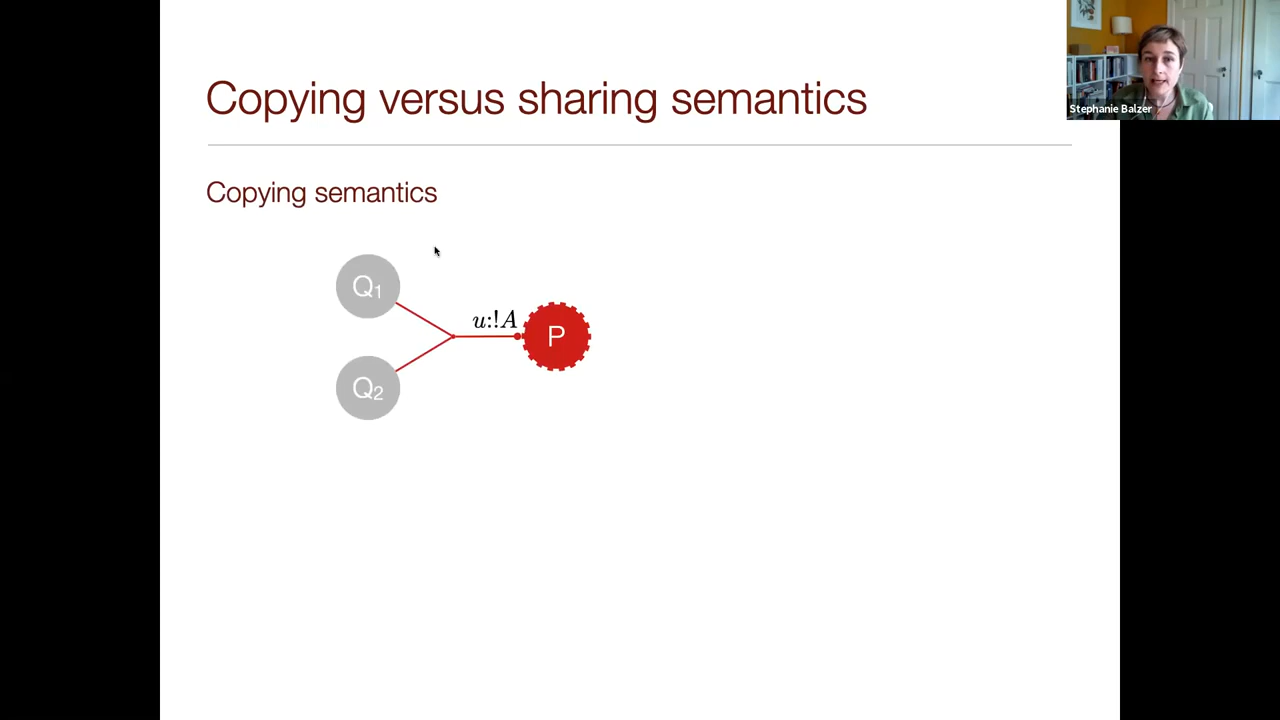 Copying versus sharing semantics
Stephanie Balzer
Copying semantics
Q₁
u:!A
P
Q₂